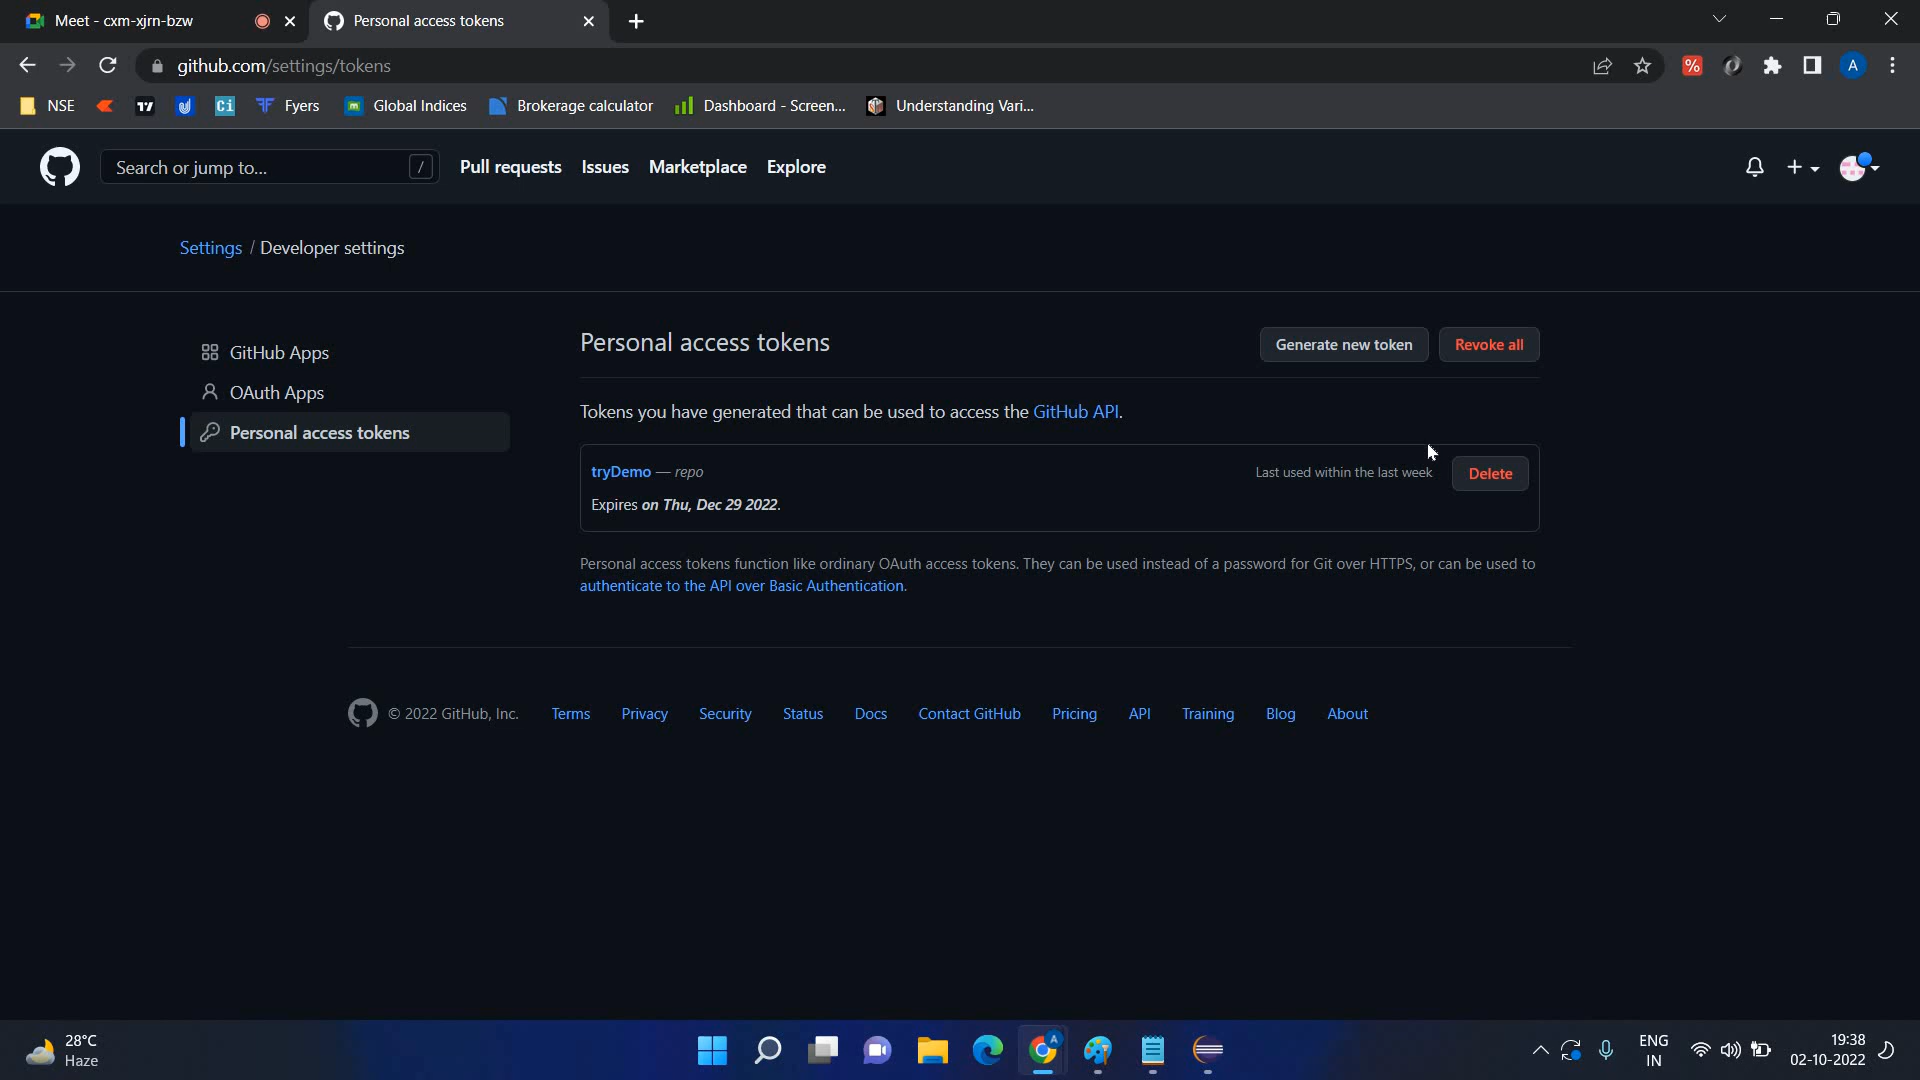 Meet - cxm-xjrn-bzw
Personal access tokens
github.com/settings/tokens
%
A
NSE
Ci
Fyers
Global Indices
Brokerage calculator
Dashboard - Screen...
Understanding Vari...
Search or jump to...
/
Pull requests
Issues
Marketplace
Explore
Settings / Developer settings
GitHub Apps
OAuth Apps
Personal access tokens
Personal access tokens
Generate new token
Revoke all
Tokens you have generated that can be used to access the GitHub API.
tryDemo — repo
Last used within the last week
Delete
Expires on Thu, Dec 29 2022.
Personal access tokens function like ordinary OAuth access tokens. They can be used instead of a password for Git over HTTPS, or can be used to
authenticate to the API over Basic Authentication.
© 2022 GitHub, Inc.
Terms
Privacy
Security
Status
Docs
Contact GitHub
Pricing
API
Training
Blog
About
28°C
Haze
A
ENG
IN
19:38
02-10-2022